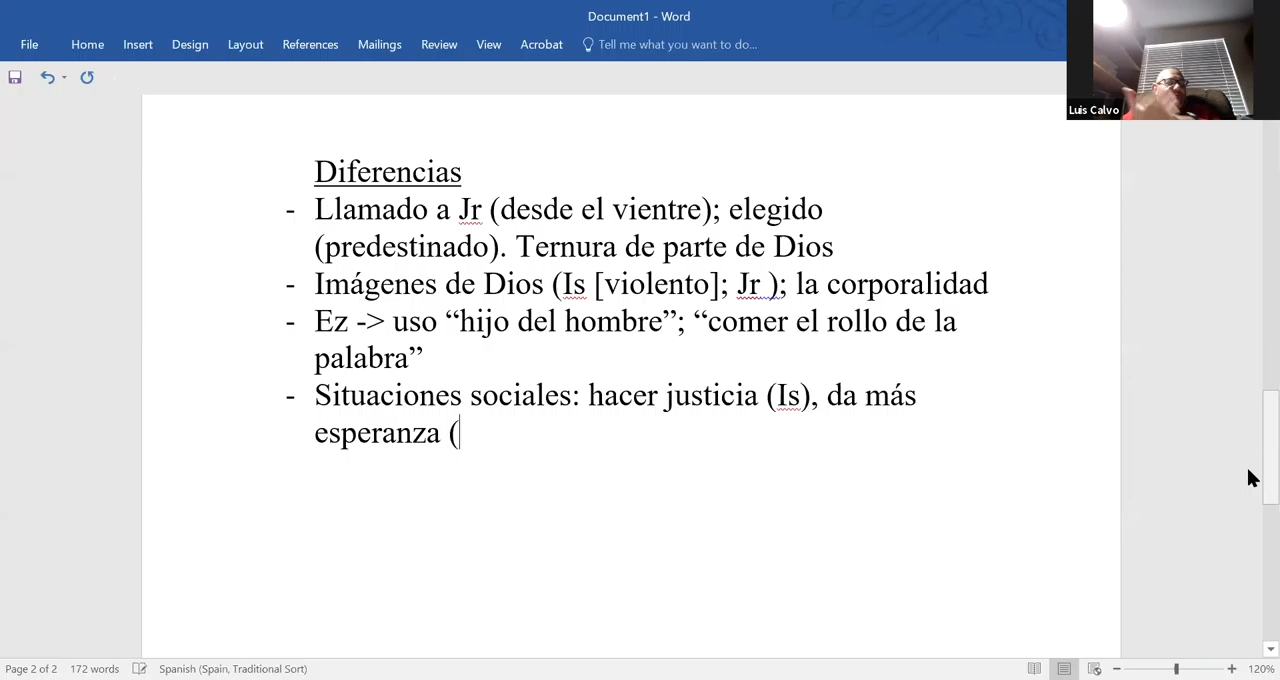 Document1 - Word
File Home Insert Design Layout References Mailings Review View Acrobat Tell me what you want to do...
Luis Calvo
Diferencias
- Llamado a Jr (desde el vientre); elegido
(predestinado). Ternura de parte de Dios
- Imágenes de Dios (Is [violento]; Jr ); la corporalidad
- Ez -> uso “hijo del hombre”; “comer el rollo de la
palabra”
- Situaciones sociales: hacer justicia (Is), da más
esperanza (
Page 2 of 2 172 words Spanish (Spain, Traditional Sort) 120%